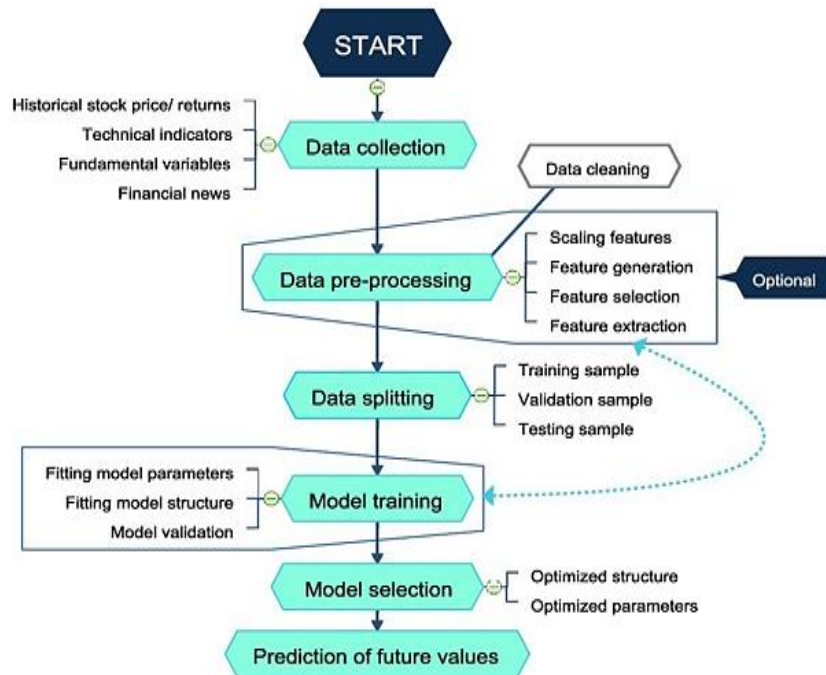 START
Historical stock price/ returns
Technical indicators
Fundamental variables
Financial news
Data collection
Data cleaning
Data pre-processing
Scaling features
Feature generation
Feature selection
Feature extraction
Optional
Data splitting
Training sample
Validation sample
Testing sample
Fitting model parameters
Fitting model structure
Model validation
Model training
Model selection
Optimized structure
Optimized parameters
Prediction of future values